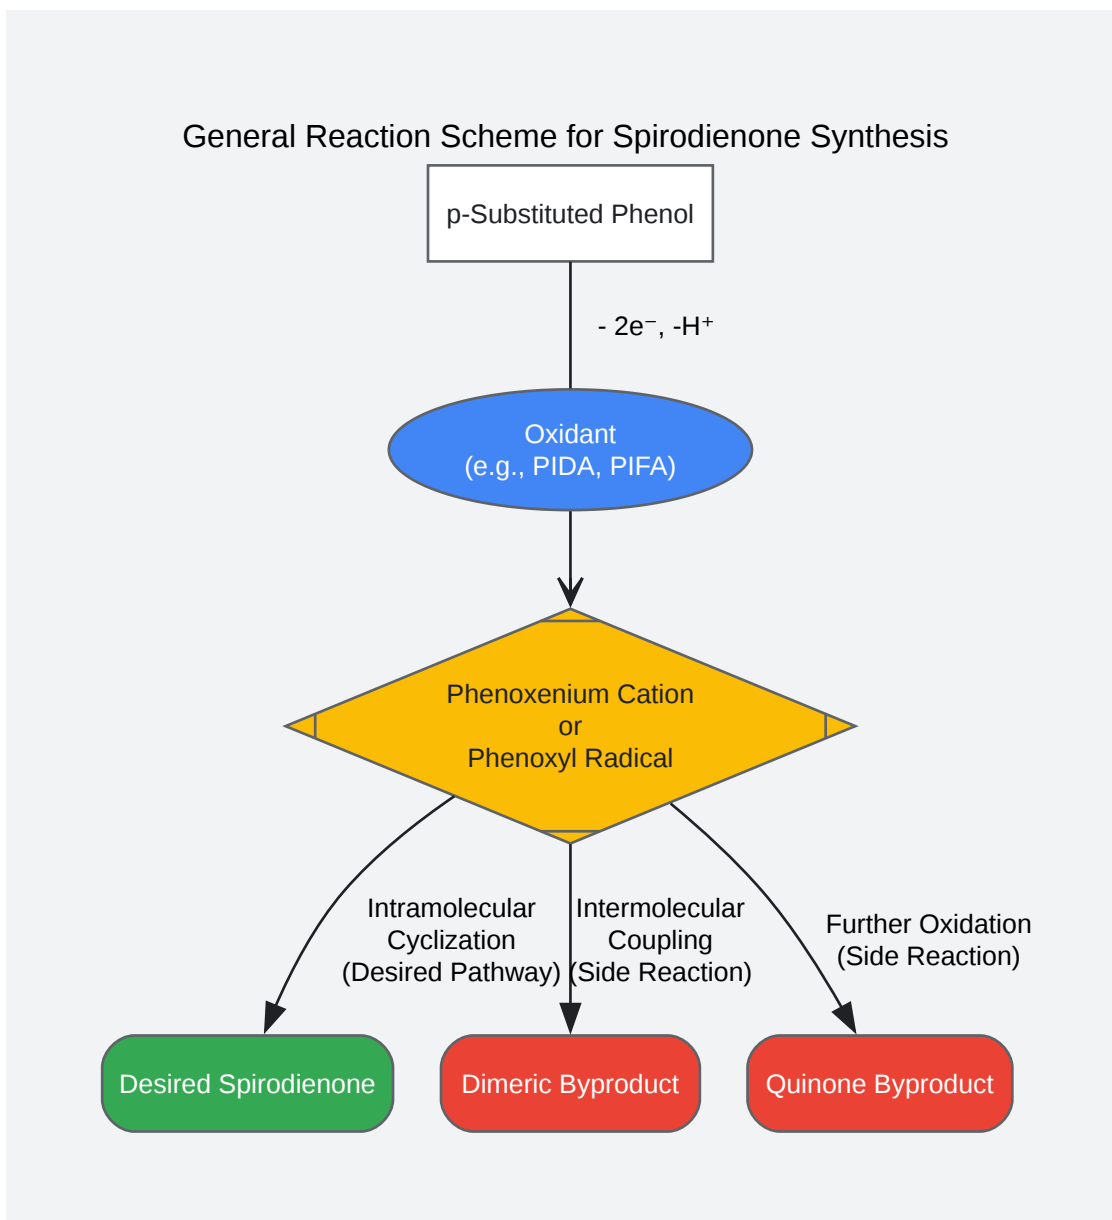 General Reaction Scheme for Spirodienone Synthesis
p-Substituted Phenol
- 2e⁻, -H⁺
Oxidant
(e.g., PIDA, PIFA)
Phenoxenium Cation
or
Phenoxyl Radical
Intramolecular
Cyclization
(Desired Pathway)
Intermolecular
Coupling
(Side Reaction)
Further Oxidation
(Side Reaction)
Desired Spirodienone
Dimeric Byproduct
Quinone Byproduct